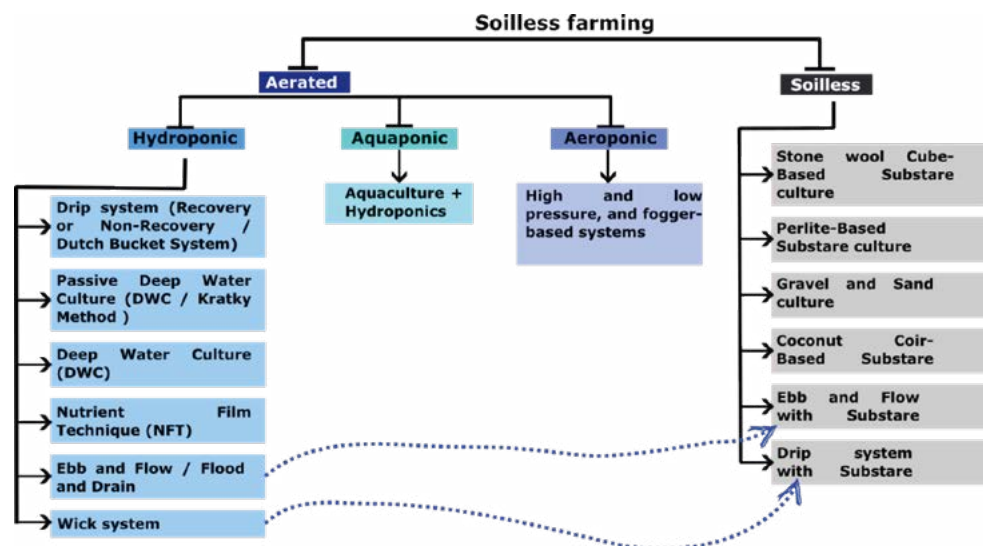 Soilless farming
Aerated
Soilless
Hydroponic
Aquaponic
Aeroponic
Drip system (Recovery
or Non-Recovery /
Dutch Bucket System)
Passive Deep Water
Culture (DWC / Kratky
Method )
Deep Water Culture
(DWC)
Nutrient Film
Technique (NFT)
Ebb and Flow / Flood
and Drain
Wick system
Aquaculture +
Hydroponics
High and low
pressure, and fogger-
based systems
Stone wool Cube-
Based Substare
culture
Perlite-Based
Substare culture
Gravel and Sand
culture
Coconut Coir-
Based Substare
Ebb and Flow
with Substare
Drip system
with Substare